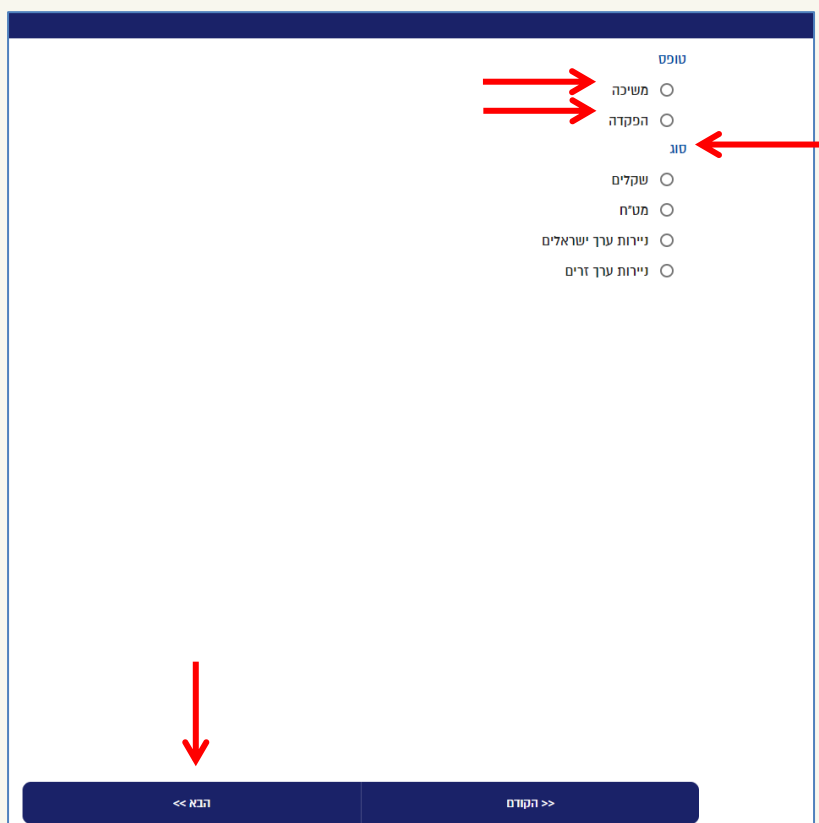 טופס
משיכה
הפקדה
סוג
שקלים
מט"ח
ניירות ערך ישראלים
ניירות ערך זרים
<< הקודם
הבא >>